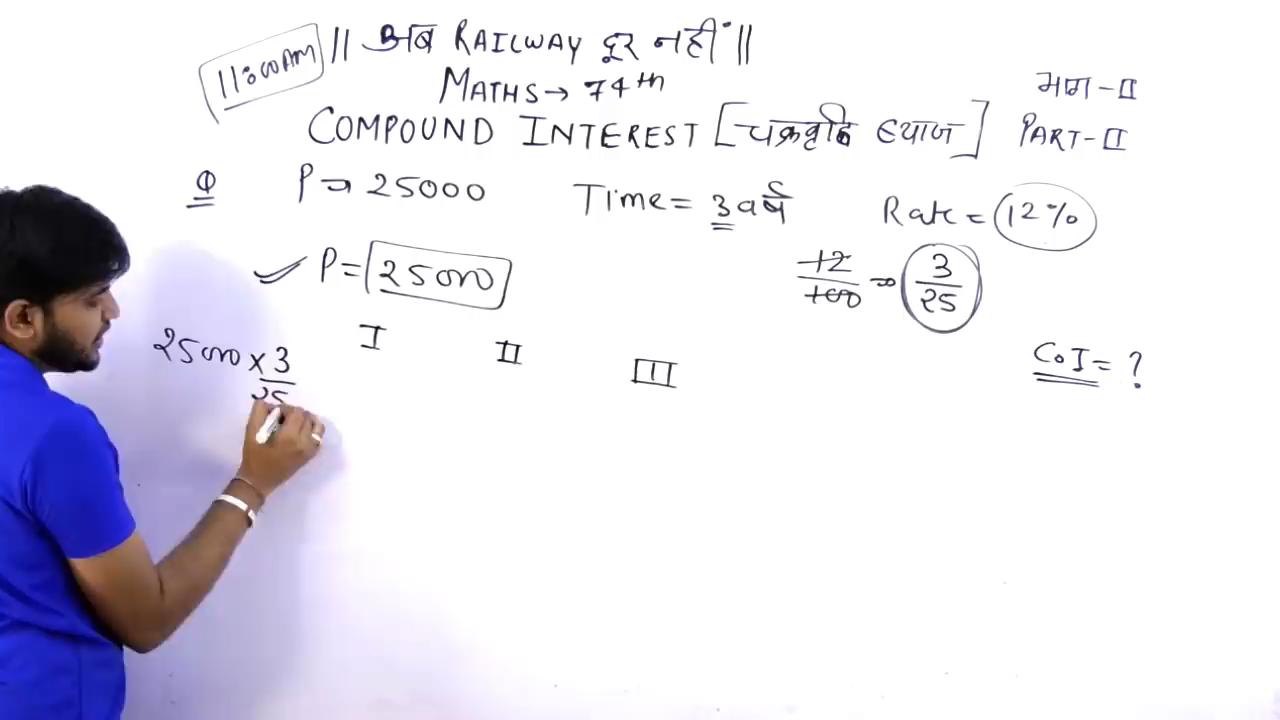 11:00AM || अब RAILWAY दूर नहीं ||
MATHS → 74th
भाग-II
COMPOUND INTEREST [चक्रवृद्धि ब्याज] PART-II
Q P → 25000 Time = 3 वर्ष Rate = 12%
P = 25000
12/100 ⇒ 3/25
I II III
25000 × 3/25
C.I = ?